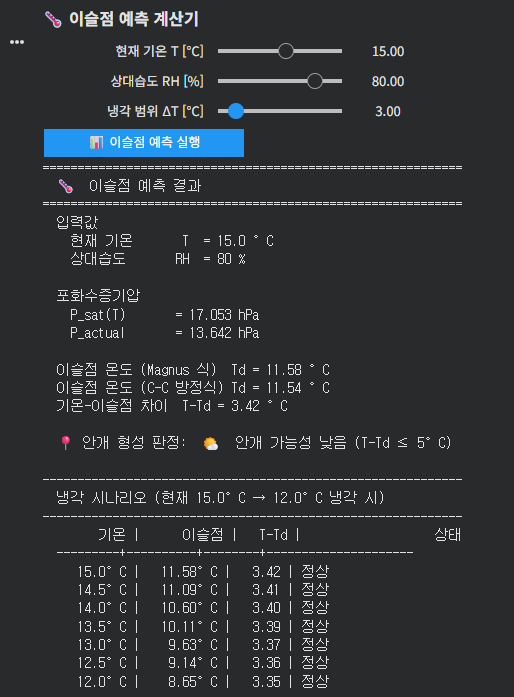 🌡️ 이슬점 예측 계산기
•••
현재 기온 T [℃] 15.00
상대습도 RH [%] 80.00
냉각 범위 ΔT [℃] 3.00
📊 이슬점 예측 실행
============================================================
🌡️ 이슬점 예측 결과
============================================================
입력값
현재 기온 T = 15.0 ° C
상대습도 RH = 80 %
포화수증기압
P_sat(T) = 17.053 hPa
P_actual = 13.642 hPa
이슬점 온도 (Magnus 식) Td = 11.58 ° C
이슬점 온도 (C-C 방정식) Td = 11.54 ° C
기온-이슬점 차이 T-Td = 3.42 ° C
📍 안개 형성 판정: 🌤️ 안개 가능성 낮음 (T-Td ≤ 5° C)
------------------------------------------------------------
냉각 시나리오 (현재 15.0° C → 12.0° C 냉각 시)
------------------------------------------------------------
기온 | 이슬점 | T-Td | 상태
---------+----------+-------+---------------------
15.0° C | 11.58° C | 3.42 | 정상
14.5° C | 11.09° C | 3.41 | 정상
14.0° C | 10.60° C | 3.40 | 정상
13.5° C | 10.11° C | 3.39 | 정상
13.0° C | 9.63° C | 3.37 | 정상
12.5° C | 9.14° C | 3.36 | 정상
12.0° C | 8.65° C | 3.35 | 정상